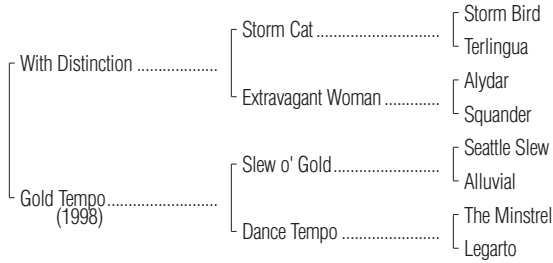 Storm Bird
Storm Cat ....................
Terlingua
With Distinction ...................
Alydar
Extravagant Woman .............
Squander
Seattle Slew
Slew o' Gold....................
Alluvial
Gold Tempo..........................
(1998)
The Minstrel
Dance Tempo .......................
Legarto